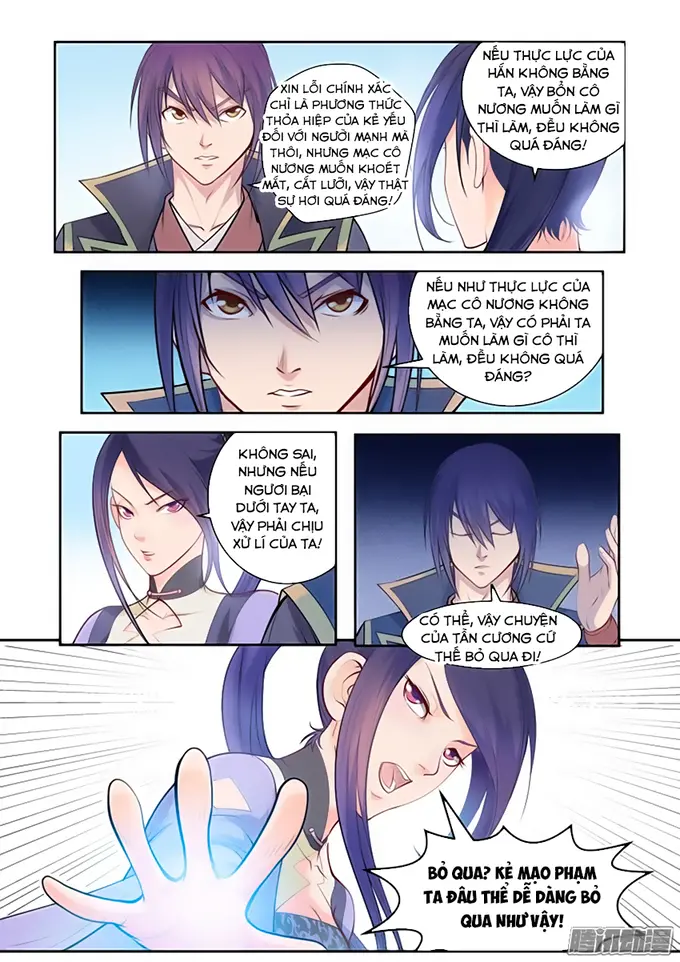 XIN LỖI CHÍNH XÁC
CHỈ LÀ PHƯƠNG THỨC
THỎA HIỆP CỦA KẺ YẾU
ĐỐI VỚI NGƯỜI MẠNH MÀ
THÔI, NHƯNG MẠC CÔ
NƯƠNG MUỐN KHOÉT
MẮT, CẮT LƯỠI, VẬY THẬT
SỰ HƠI QUÁ ĐÁNG!
NẾU THỰC LỰC CỦA
HẮN KHÔNG BẰNG
TA, VẬY BỔN CÔ
NƯƠNG MUỐN LÀM GÌ
THÌ LÀM, ĐỀU KHÔNG
QUÁ ĐÁNG!
NẾU NHƯ THỰC LỰC CỦA
MẠC CÔ NƯƠNG KHÔNG
BẰNG TA, VẬY CÓ PHẢI TA
MUỐN LÀM GÌ CÔ THÌ
LÀM, ĐỀU KHÔNG QUÁ
ĐÁNG?
KHÔNG SAI,
NHƯNG NẾU
NGƯƠI BẠI
DƯỚI TAY TA,
VẬY PHẢI CHỊU
XỬ LÍ CỦA TA!
CÓ THỂ, VẬY CHUYỆN
CỦA TẦN CƯƠNG CỨ
THẾ BỎ QUA ĐI!
BỎ QUA? KẺ MẠO PHẠM
TA ĐÂU THỂ DỄ DÀNG BỎ
QUA NHƯ VẬY!
腾讯动漫